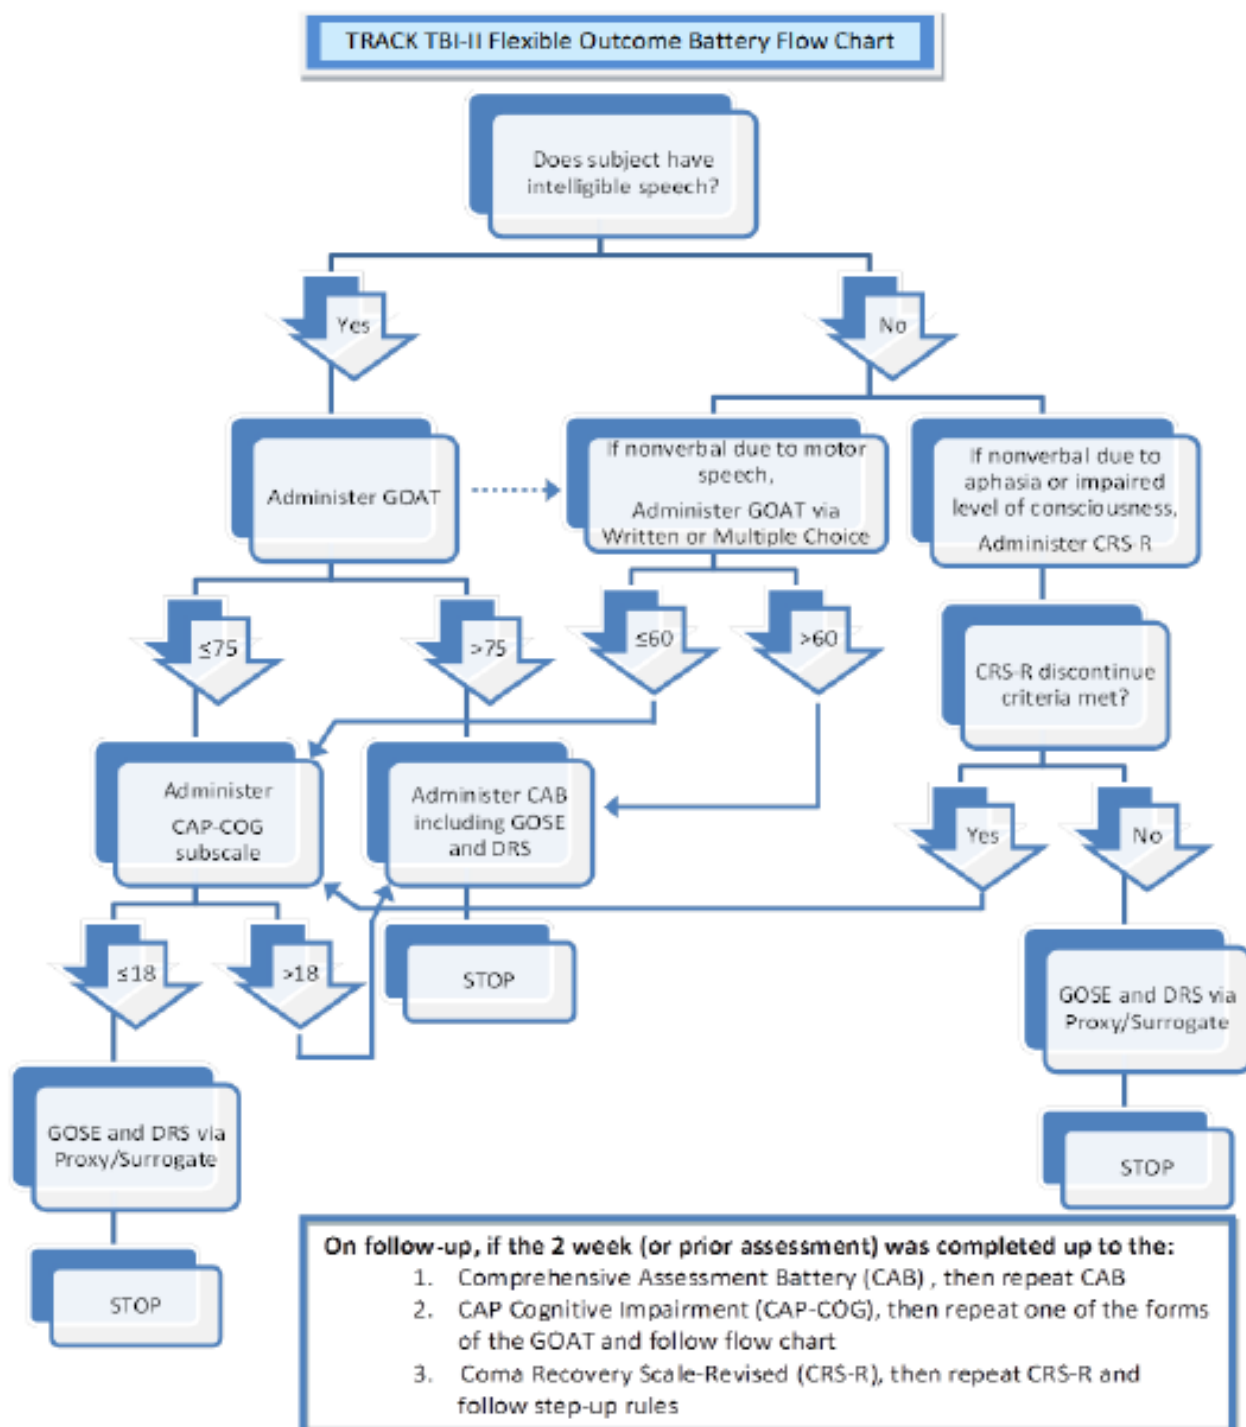 TRACK TBI-II Flexible Outcome Battery Flow Chart
Does subject have
intelligible speech?
Yes
No
Administer GOAT
If nonverbal due to motor
speech,
Administer GOAT via
Written or Multiple Choice
If nonverbal due to
aphasia or impaired
level of consciousness,
Administer CRS-R
≤75
>75
≤60
>60
CRS-R discontinue
criteria met?
Administer
CAP-COG
subscale
Administer CAB
including GOSE
and DRS
Yes
No
≤18
>18
STOP
GOSE and DRS via
Proxy/Surrogate
GOSE and DRS via
Proxy/Surrogate
STOP
STOP
On follow-up, if the 2 week (or prior assessment) was completed up to the:
1. Comprehensive Assessment Battery (CAB) , then repeat CAB
2. CAP Cognitive Impairment (CAP-COG), then repeat one of the forms
of the GOAT and follow flow chart
3. Coma Recovery Scale-Revised (CRS-R), then repeat CRS-R and
follow step-up rules